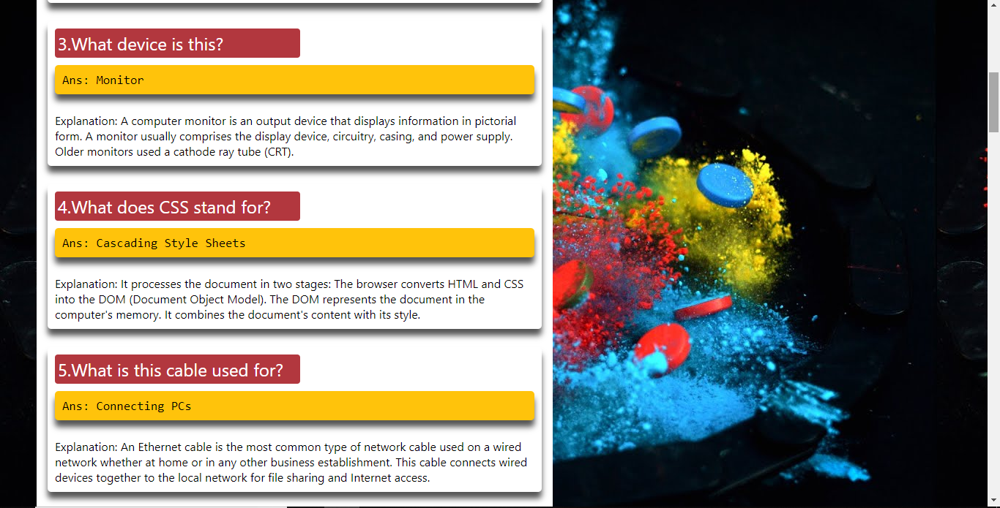 3.What device is this?
Ans: Monitor
Explanation: A computer monitor is an output device that displays information in pictorial
form. A monitor usually comprises the display device, circuitry, casing, and power supply.
Older monitors used a cathode ray tube (CRT).
4.What does CSS stand for?
Ans: Cascading Style Sheets
Explanation: It processes the document in two stages: The browser converts HTML and CSS
into the DOM (Document Object Model). The DOM represents the document in the
computer's memory. It combines the document's content with its style.
5.What is this cable used for?
Ans: Connecting PCs
Explanation: An Ethernet cable is the most common type of network cable used on a wired
network whether at home or in any other business establishment. This cable connects wired
devices together to the local network for file sharing and Internet access.